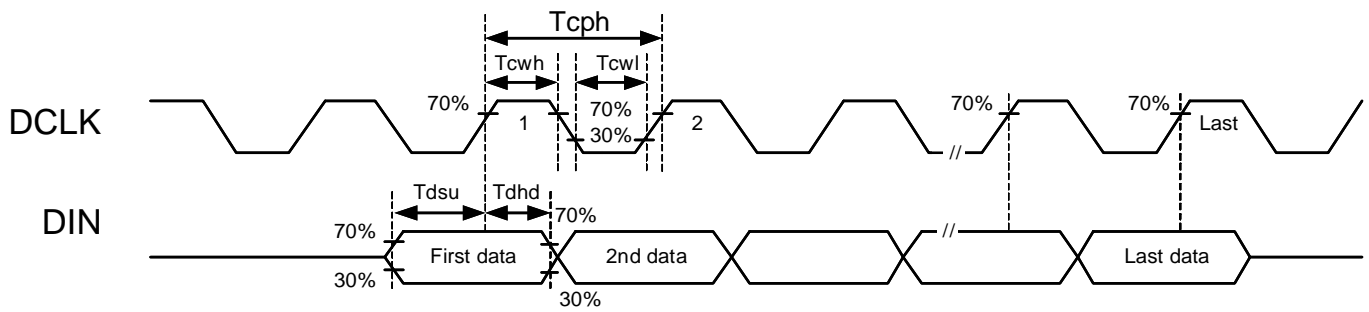 Tcph
Tcwh
Tcwl
DCLK
70%
1
70%
30%
2
//
70%
70%
Last
Tdsu
Tdhd
DIN
70%
70%
30%
30%
First data
2nd data
//
Last data